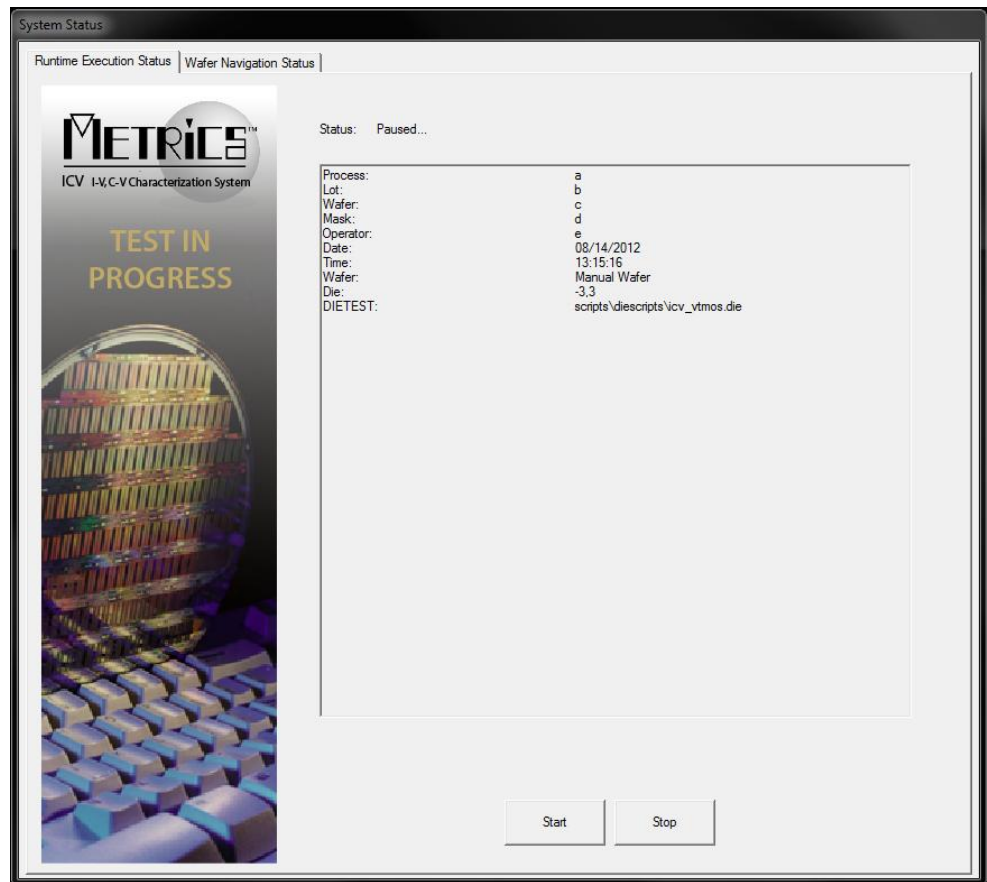 System Status
Runtime Execution Status Wafer Navigation Status
METRiCS™
ICV I-V, C-V Characterization System
TEST IN
PROGRESS
Status: Paused...
Process: a
Lot: b
Wafer: c
Mask: d
Operator: e
Date: 08/14/2012
Time: 13:15:16
Wafer: Manual Wafer
Die: -3,3
DIETEST: scripts\diescripts\icv_vtmos.die
Start Stop